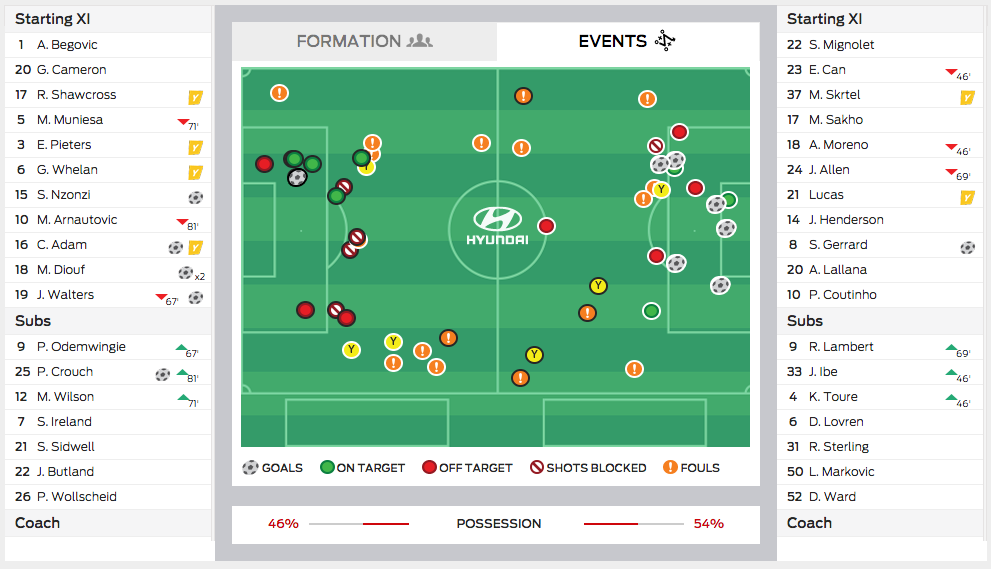 Starting XI
1 A. Begovic
20 G. Cameron
17 R. Shawcross Y
5 M. Muniesa 71'
3 E. Pieters Y
6 G. Whelan Y
15 S. Nzonzi
10 M. Arnautovic 81'
16 C. Adam Y
18 M. Diouf x2
19 J. Walters 67'
Subs
9 P. Odemwingie 67'
25 P. Crouch 81'
12 M. Wilson 71'
7 S. Ireland
21 S. Sidwell
22 J. Butland
26 P. Wollscheid
Coach
FORMATION
EVENTS
HYUNDAI
Y
Y
Y
Y
Y
Y
GOALS
ON TARGET
OFF TARGET
SHOTS BLOCKED
FOULS
46% POSSESSION 54%
Starting XI
22 S. Mignolet
23 E. Can 46'
37 M. Skrtel Y
17 M. Sakho
18 A. Moreno 46'
24 J. Allen 69'
21 Lucas Y
14 J. Henderson
8 S. Gerrard
20 A. Lallana
10 P. Coutinho
Subs
9 R. Lambert 69'
33 J. Ibe 46'
4 K. Toure 46'
6 D. Lovren
31 R. Sterling
50 L. Markovic
52 D. Ward
Coach